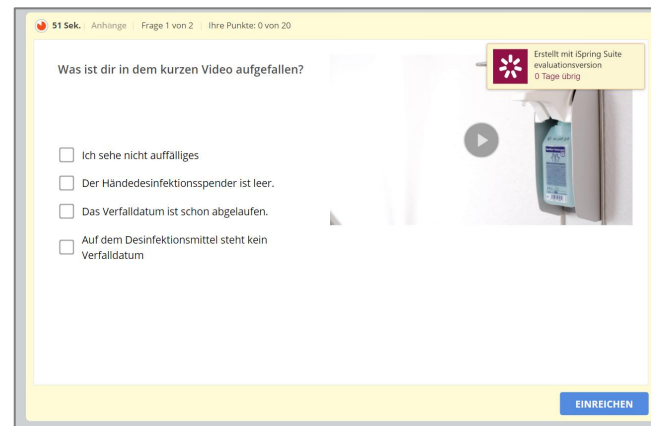 51 Sek. Anhänge Frage 1 von 2 Ihre Punkte: 0 von 20
Erstellt mit iSpring Suite
evaluationsversion
0 Tage übrig
Was ist dir in dem kurzen Video aufgefallen?
Ich sehe nicht auffälliges
Der Händedesinfektionsspender ist leer.
Das Verfalldatum ist schon abgelaufen.
Auf dem Desinfektionsmittel steht kein
Verfalldatum
EINREICHEN